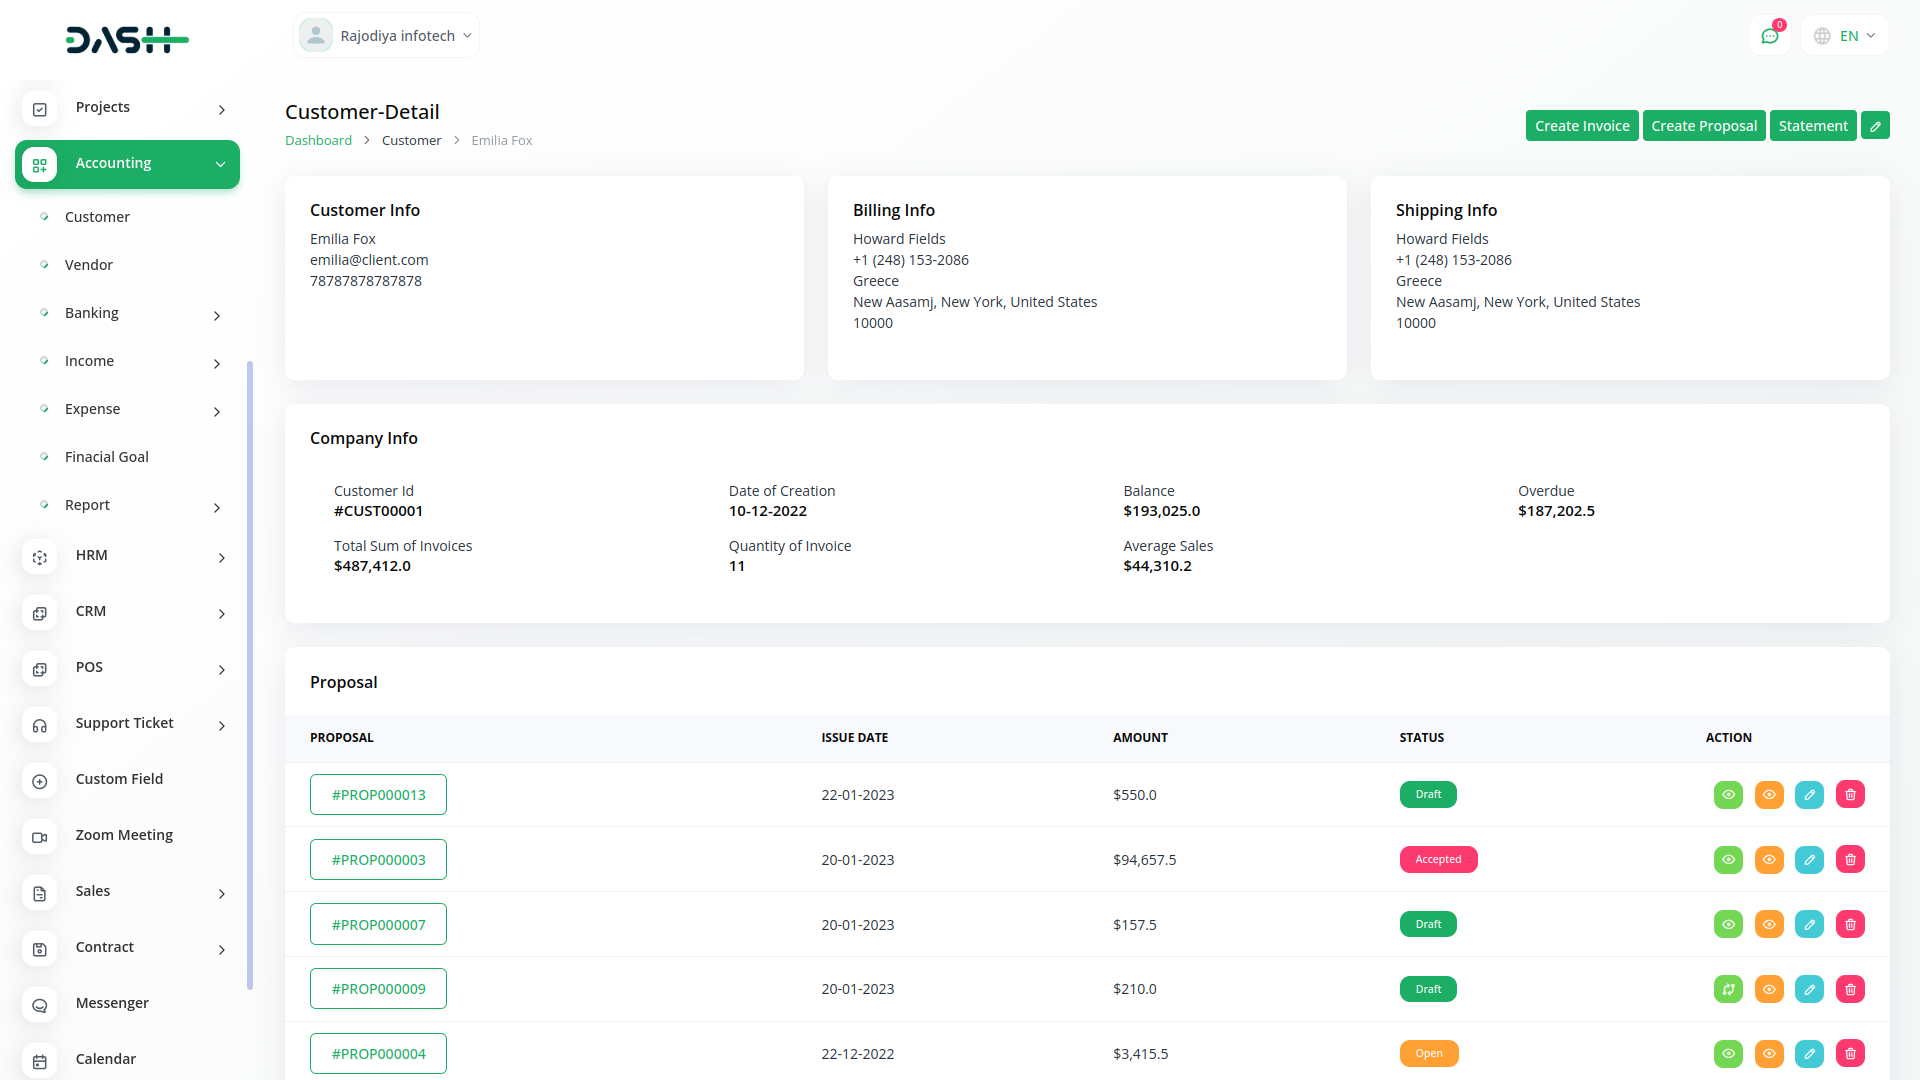 DASH
Rajodiya infotech
0
EN
Projects
Accounting
Customer
Vendor
Banking
Income
Expense
Finacial Goal
Report
HRM
CRM
POS
Support Ticket
Custom Field
Zoom Meeting
Sales
Contract
Messenger
Calendar
Customer-Detail
Dashboard > Customer > Emilia Fox
Create Invoice
Create Proposal
Statement
Customer Info
Emilia Fox
emilia@client.com
78787878787878
Billing Info
Howard Fields
+1 (248) 153-2086
Greece
New Aasamj, New York, United States
10000
Shipping Info
Howard Fields
+1 (248) 153-2086
Greece
New Aasamj, New York, United States
10000
Company Info
Customer Id
#CUST00001
Date of Creation
10-12-2022
Balance
$193,025.0
Overdue
$187,202.5
Total Sum of Invoices
$487,412.0
Quantity of Invoice
11
Average Sales
$44,310.2
Proposal
PROPOSAL ISSUE DATE AMOUNT STATUS ACTION
#PROP000013 22-01-2023 $550.0 Draft
#PROP000003 20-01-2023 $94,657.5 Accepted
#PROP000007 20-01-2023 $157.5 Draft
#PROP000009 20-01-2023 $210.0 Draft
#PROP000004 22-12-2022 $3,415.5 Open